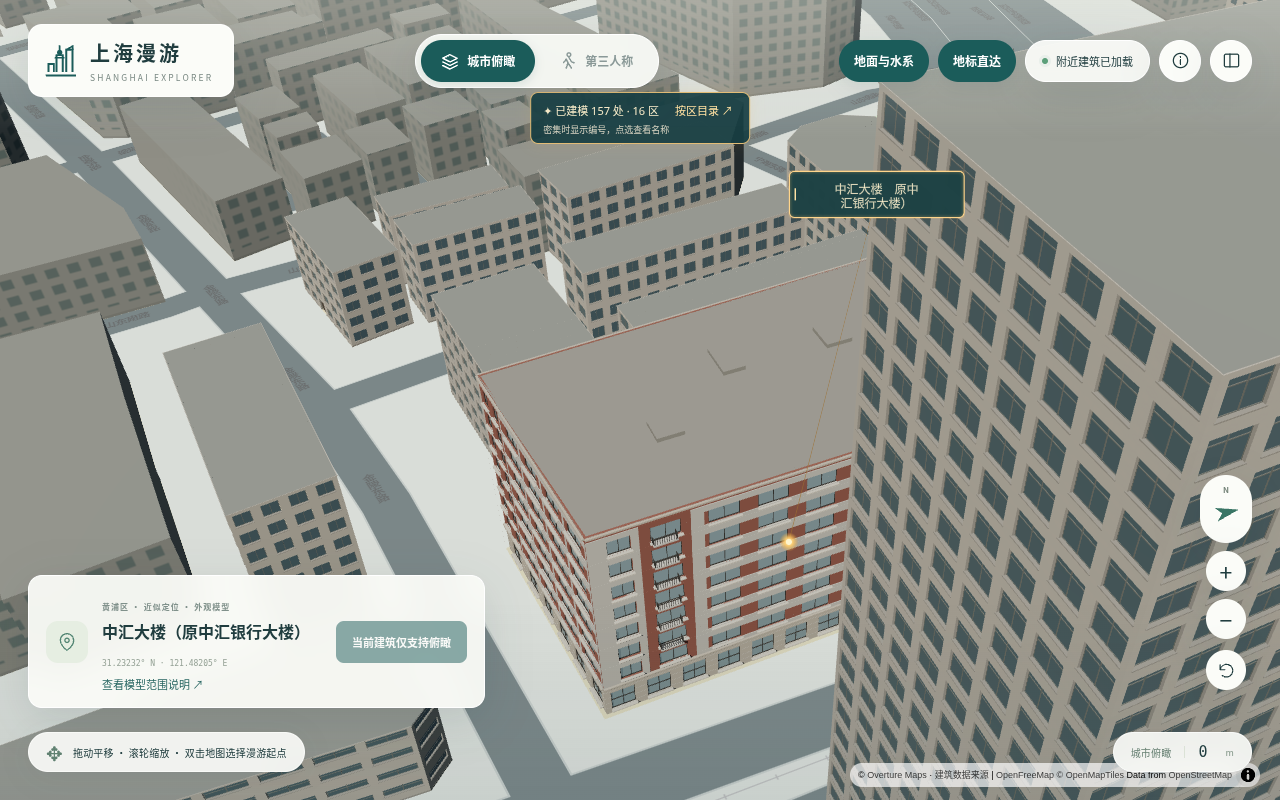 上海漫游
SHANGHAI EXPLORER
城市俯瞰
第三人称
地面与水系
地标直达
附近建筑已加载
✦ 已建模 157 处 · 16 区 按区目录 ↗
密集时显示编号，点选查看名称
中汇大楼 原中
汇银行大楼）
N
黄浦区 · 近似定位 · 外观模型
中汇大楼（原中汇银行大楼）
31.23232° N · 121.48205° E
查看模型范围说明 ↗
当前建筑仅支持俯瞰
拖动平移 · 滚轮缩放 · 双击地图选择漫游起点
城市俯瞰 0 m
© Overture Maps · 建筑数据来源 | OpenFreeMap © OpenMapTiles Data from OpenStreetMap